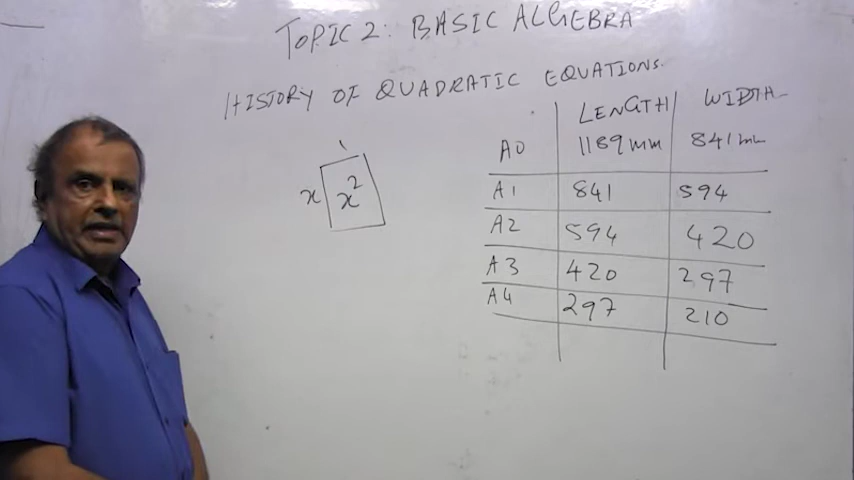 TOPIC 2: BASIC ALGEBRA
HISTORY OF QUADRATIC EQUATIONS.
LENGTH WIDTH
A0 1189mm 841mm
A1 841 594
A2 594 420
A3 420 297
A4 297 210
x x²